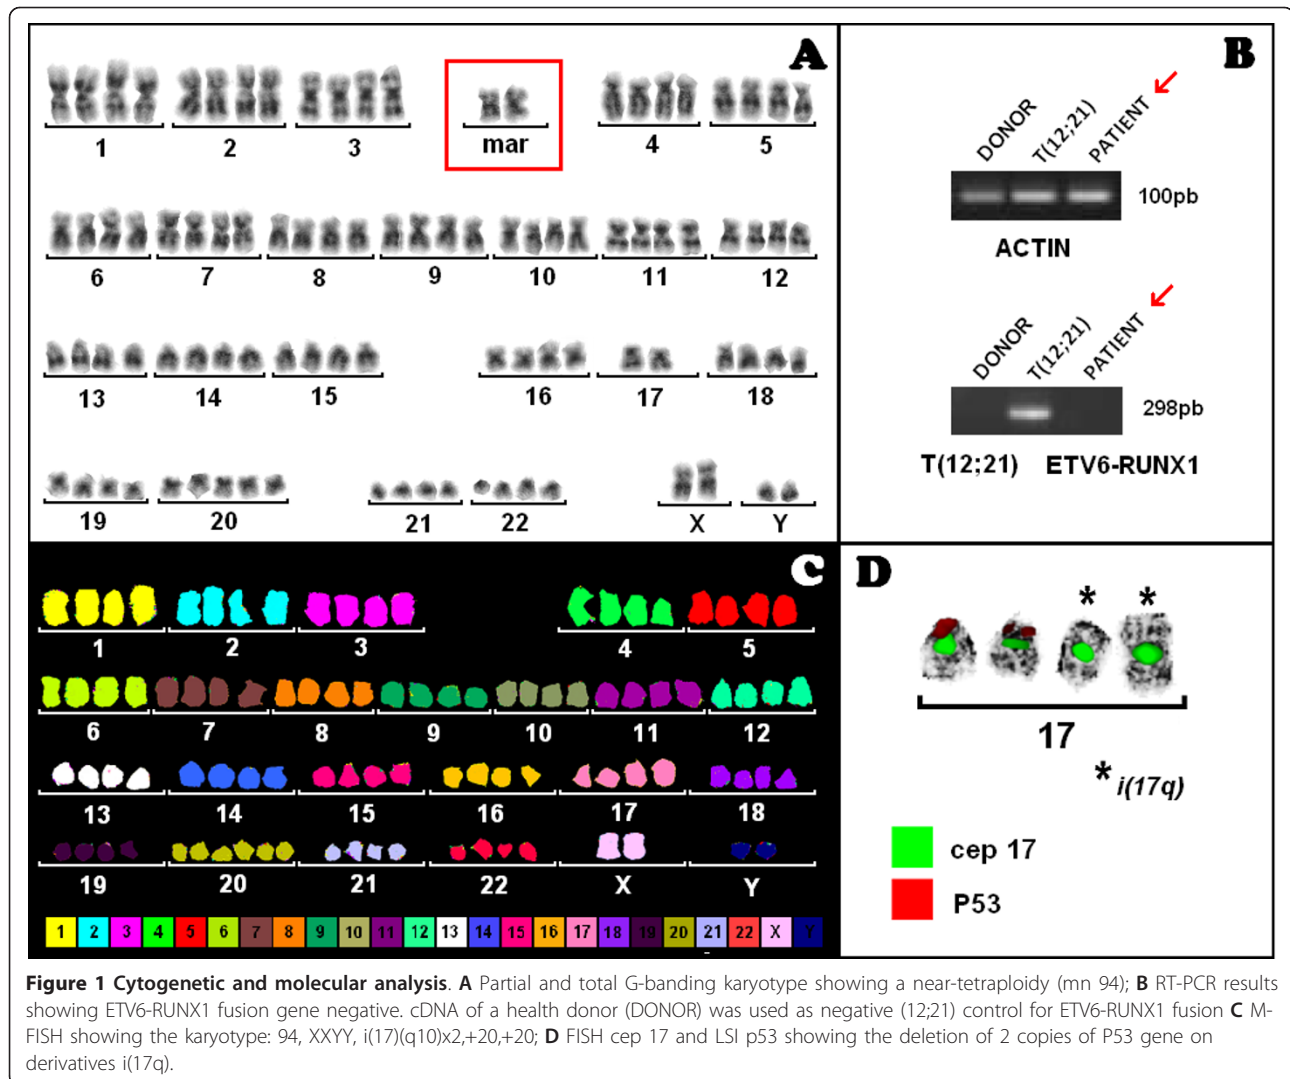 A
1 2 3 mar 4 5
6 7 8 9 10 11 12
13 14 15 16 17 18
19 20 21 22 X Y
B
DONOR T(12;21) PATIENT
100pb
ACTIN
DONOR T(12;21) PATIENT
298pb
T(12;21) ETV6-RUNX1
C
1 2 3 4 5
6 7 8 9 10 11 12
13 14 15 16 17 18
19 20 21 22 X Y
1 2 3 4 5 6 7 8 9 10 11 12 13 14 15 16 17 18 19 20 21 22 X Y
D
* *
17
* i(17q)
cep 17
P53
Figure 1 Cytogenetic and molecular analysis. A Partial and total G-banding karyotype showing a near-tetraploidy (mn 94); B RT-PCR results
showing ETV6-RUNX1 fusion gene negative. cDNA of a health donor (DONOR) was used as negative (12;21) control for ETV6-RUNX1 fusion C M-
FISH showing the karyotype: 94, XXYY, i(17)(q10)x2,+20,+20; D FISH cep 17 and LSI p53 showing the deletion of 2 copies of P53 gene on
derivatives i(17q).